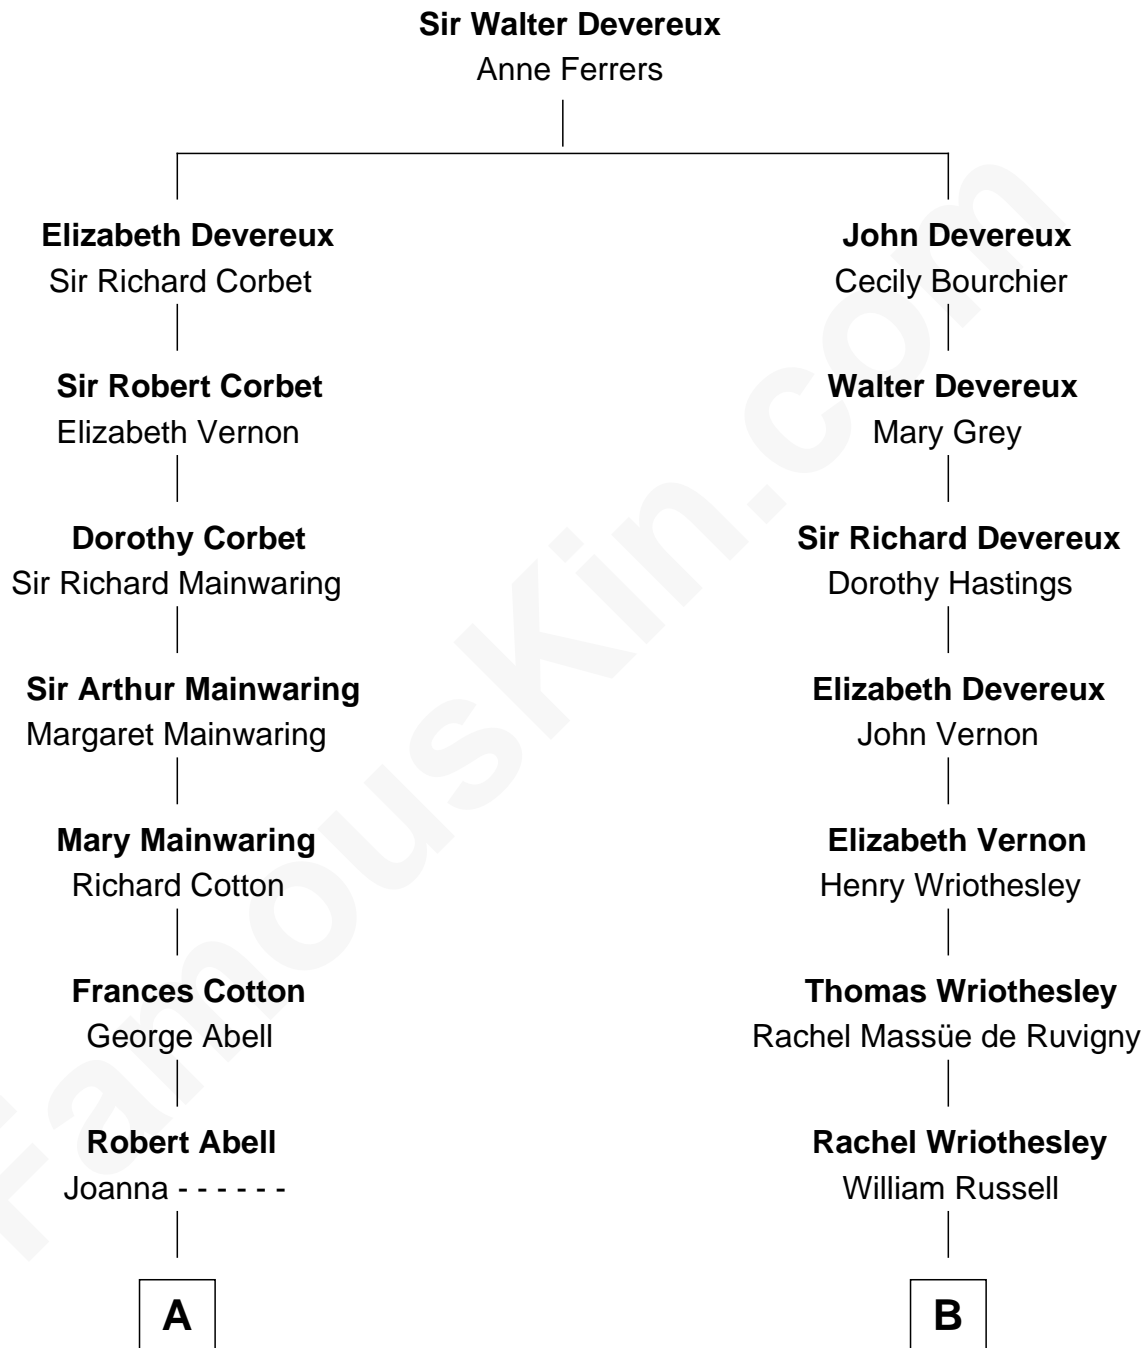 Sir Walter Devereux
Anne Ferrers
Elizabeth Devereux
Sir Richard Corbet
John Devereux
Cecily Bourchier
Sir Robert Corbet
Elizabeth Vernon
Walter Devereux
Mary Grey
Dorothy Corbet
Sir Richard Mainwaring
Sir Richard Devereux
Dorothy Hastings
Sir Arthur Mainwaring
Margaret Mainwaring
Elizabeth Devereux
John Vernon
Mary Mainwaring
Richard Cotton
Elizabeth Vernon
Henry Wriothesley
Frances Cotton
George Abell
Thomas Wriothesley
Rachel Massüe de Ruvigny
Robert Abell
Joanna - - - - - -
Rachel Wriothesley
William Russell
A
B
FamousKin.com